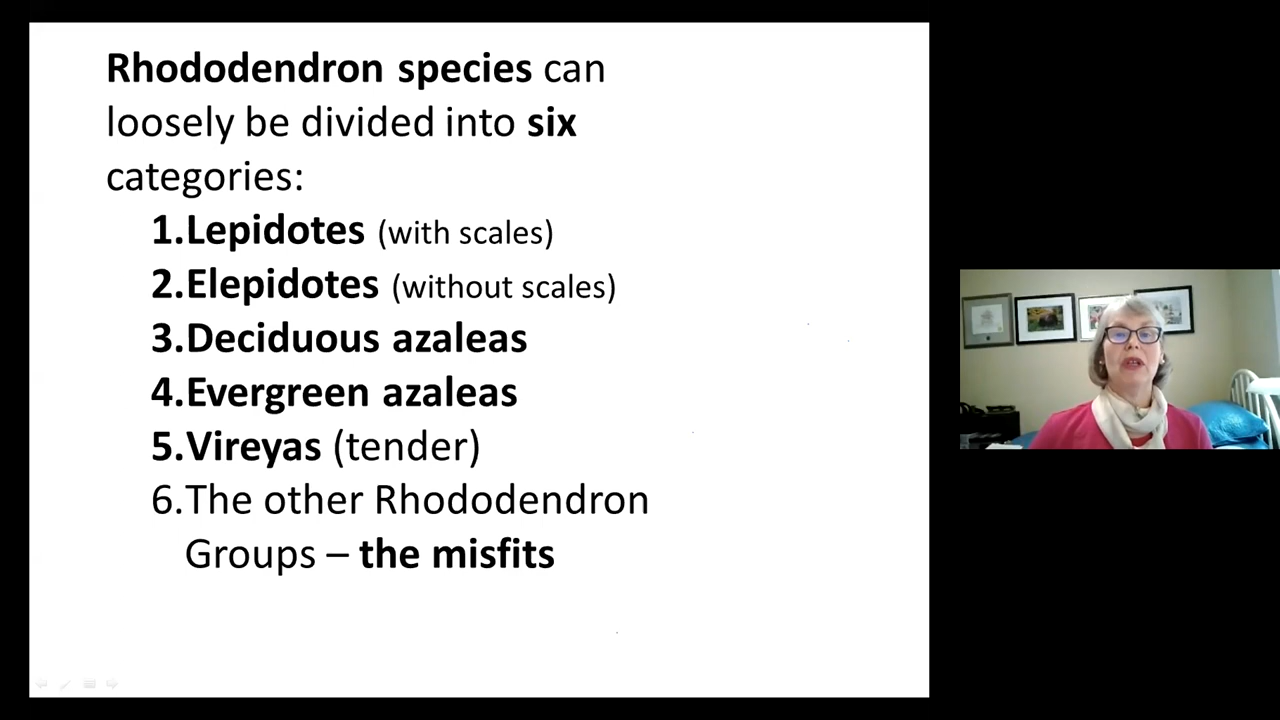 Rhododendron species can
loosely be divided into six
categories:
1.Lepidotes (with scales)
2.Elepidotes (without scales)
3.Deciduous azaleas
4.Evergreen azaleas
5.Vireyas (tender)
6.The other Rhododendron
Groups – the misfits